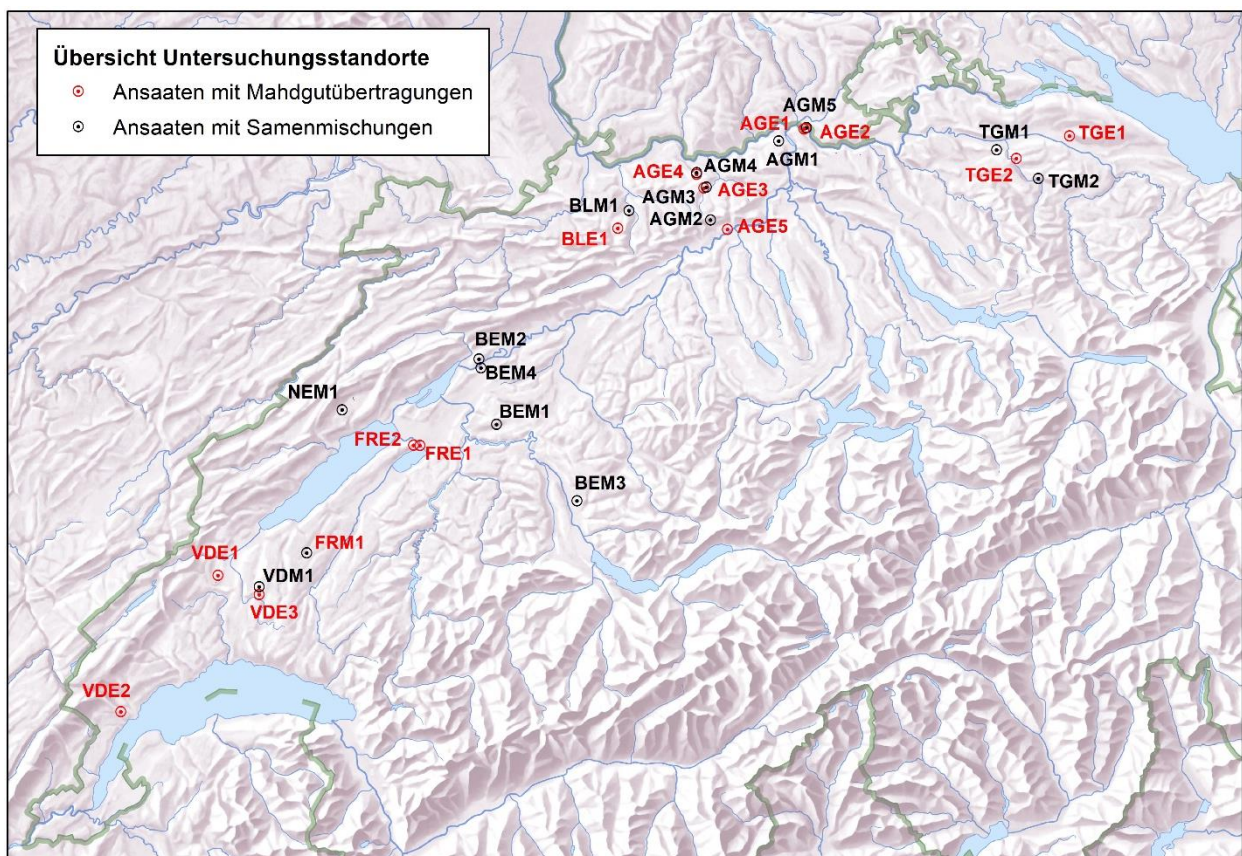 Übersicht Untersuchungsstandorte
Ansaaten mit Mahdgutübertragungen
Ansaaten mit Samenmischungen
AGM5
AGE1
AGE2
AGM1
TGM1
TGE1
TGE2
TGM2
AGE4
AGM4
AGM3
AGE3
BLM1
AGM2
BLE1
AGE5
BEM2
BEM4
NEM1
BEM1
FRE2
FRE1
BEM3
FRM1
VDE1
VDM1
VDE3
VDE2